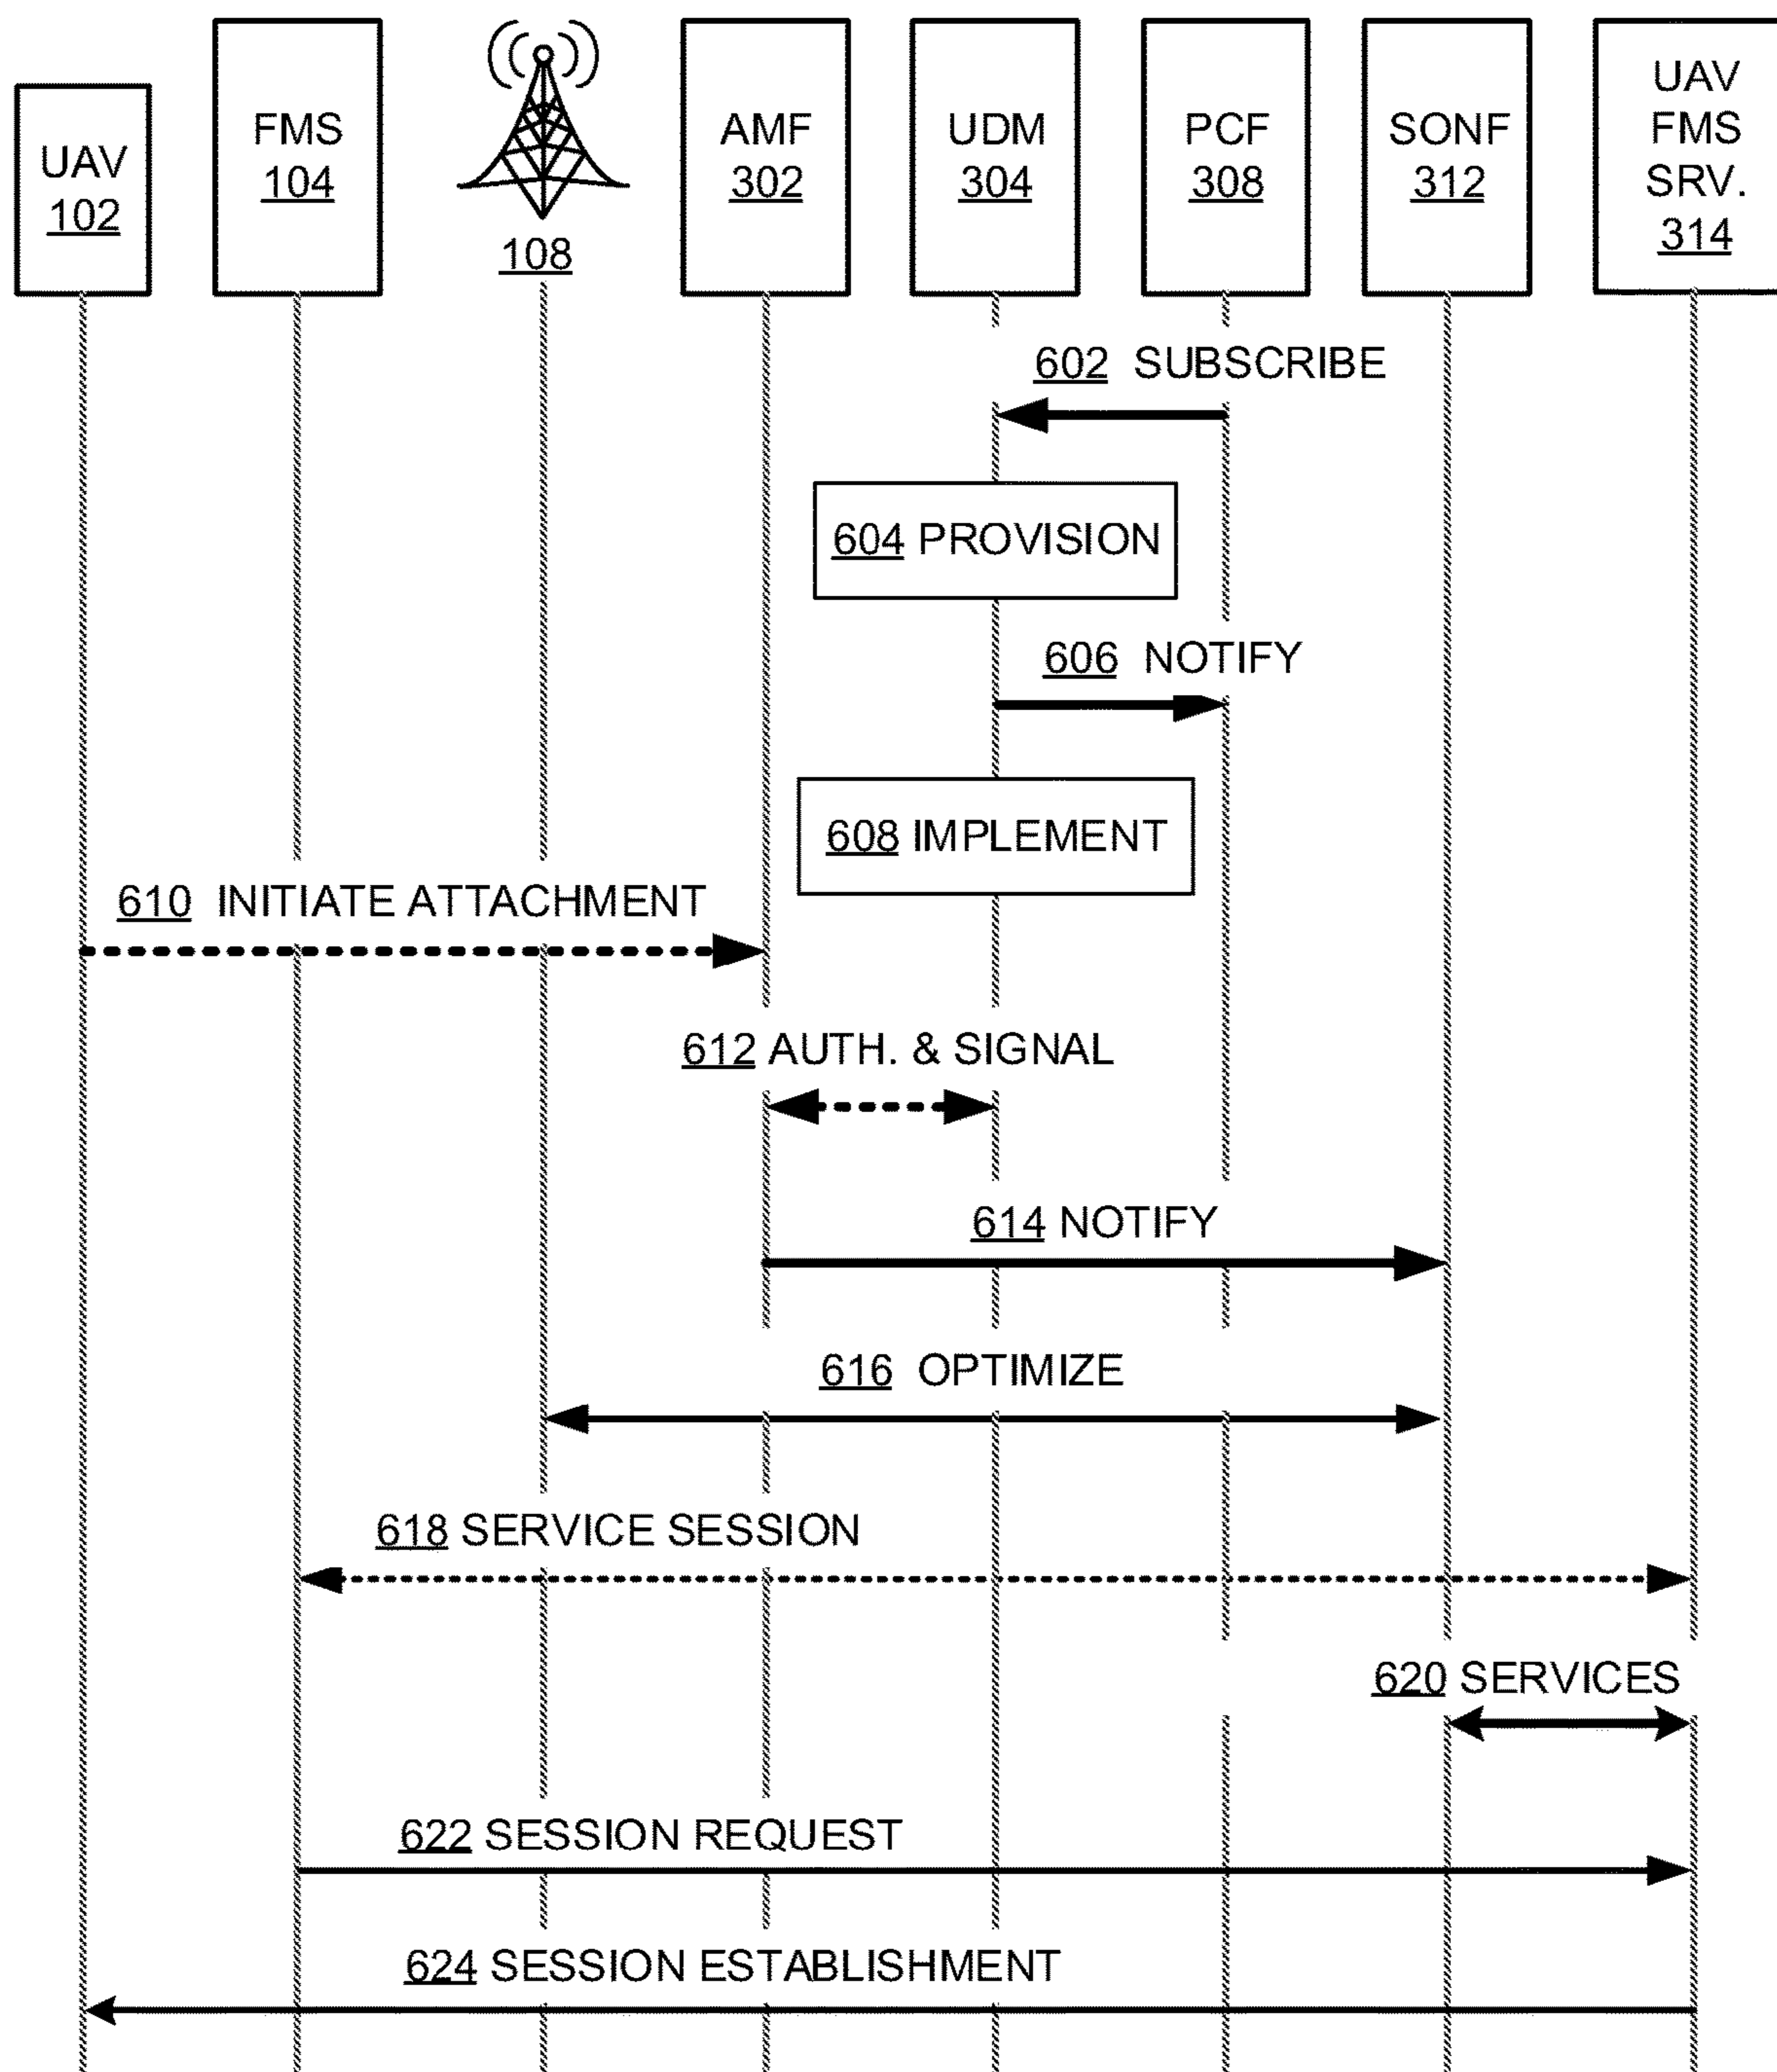 UAV
102
FMS
104
108
AMF
302
UDM
304
PCF
308
SONF
312
UAV
FMS
SRV.
314
602 SUBSCRIBE
604 PROVISION
606 NOTIFY
608 IMPLEMENT
610 INITIATE ATTACHMENT
612 AUTH. & SIGNAL
614 NOTIFY
616 OPTIMIZE
618 SERVICE SESSION
620 SERVICES
622 SESSION REQUEST
624 SESSION ESTABLISHMENT